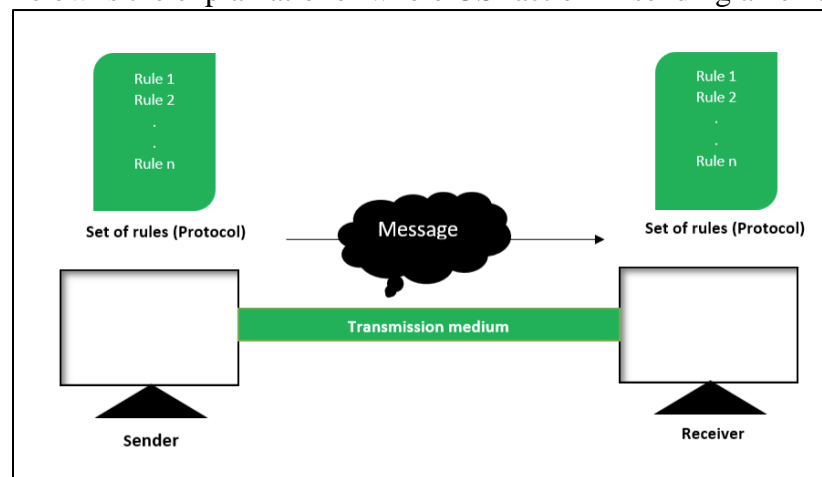 Rule 1
Rule 2
.
.
Rule n
Set of rules (Protocol)
Rule 1
Rule 2
.
.
Rule n
Set of rules (Protocol)
Message
Transmission medium
Sender
Receiver